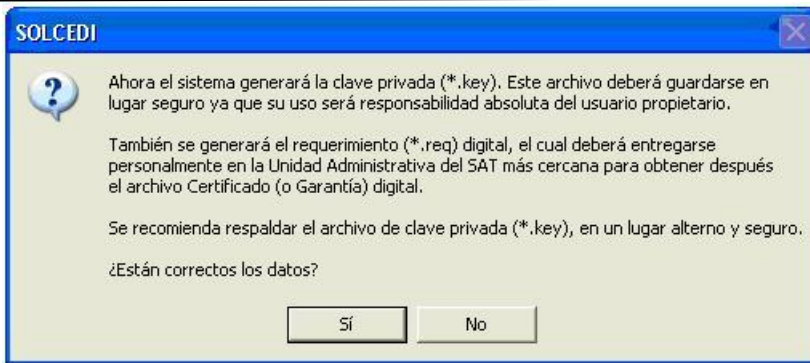 SOLCEDI
Ahora el sistema generará la clave privada (*.key). Este archivo deberá guardarse en
lugar seguro ya que su uso será responsabilidad absoluta del usuario propietario.
También se generará el requerimiento (*.req) digital, el cual deberá entregarse
personalmente en la Unidad Administrativa del SAT más cercana para obtener después
el archivo Certificado (o Garantía) digital.
Se recomienda respaldar el archivo de clave privada (*.key), en un lugar alterno y seguro.
¿Están correctos los datos?
Sí
No